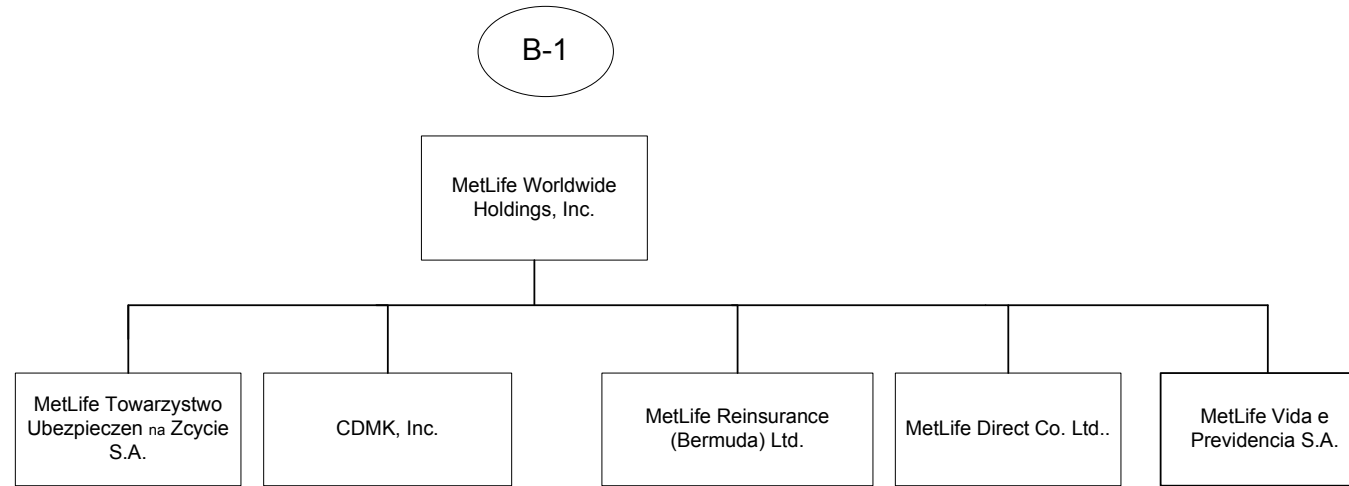 B-1
MetLife Worldwide
Holdings, Inc.
MetLife Towarzystwo
Ubezpieczen na Zcycie
S.A.
CDMK, Inc.
MetLife Reinsurance
(Bermuda) Ltd.
MetLife Direct Co. Ltd..
MetLife Vida e
Previdencia S.A.